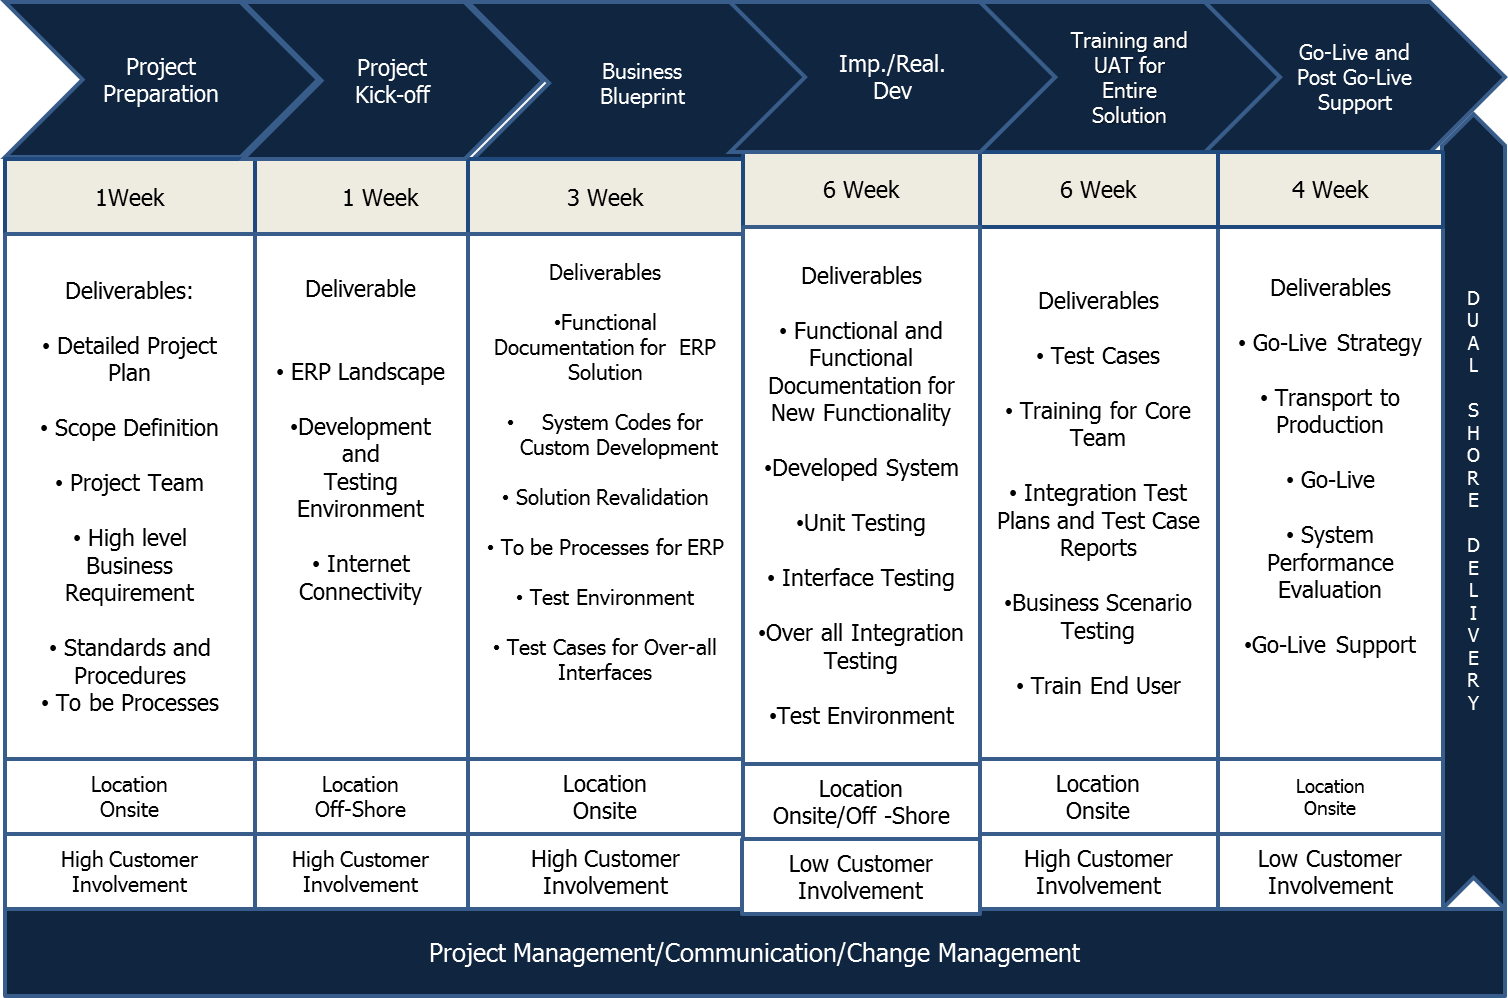 Project
Preparation
Project
Kick-off
Business
Blueprint
Imp./Real.
Dev
Training and
UAT for
Entire
Solution
Go-Live and
Post Go-Live
Support
1Week
1 Week
3 Week
6 Week
6 Week
4 Week
Deliverables:
• Detailed Project
Plan
• Scope Definition
• Project Team
• High level
Business
Requirement
• Standards and
Procedures
• To be Processes
Deliverable
• ERP Landscape
•Development
and
Testing
Environment
• Internet
Connectivity
Deliverables
•Functional
Documentation for ERP
Solution
• System Codes for
Custom Development
• Solution Revalidation
• To be Processes for ERP
• Test Environment
• Test Cases for Over-all
Interfaces
Deliverables
• Functional and
Functional
Documentation for
New Functionality
•Developed System
•Unit Testing
• Interface Testing
•Over all Integration
Testing
•Test Environment
Deliverables
• Test Cases
• Training for Core
Team
• Integration Test
Plans and Test Case
Reports
•Business Scenario
Testing
• Train End User
Deliverables
• Go-Live Strategy
• Transport to
Production
• Go-Live
• System
Performance
Evaluation
•Go-Live Support
DUAL SHORE DELIVERY
Location
Onsite
Location
Off-Shore
Location
Onsite
Location
Onsite/Off -Shore
Location
Onsite
Location
Onsite
High Customer
Involvement
High Customer
Involvement
High Customer
Involvement
Low Customer
Involvement
High Customer
Involvement
Low Customer
Involvement
Project Management/Communication/Change Management